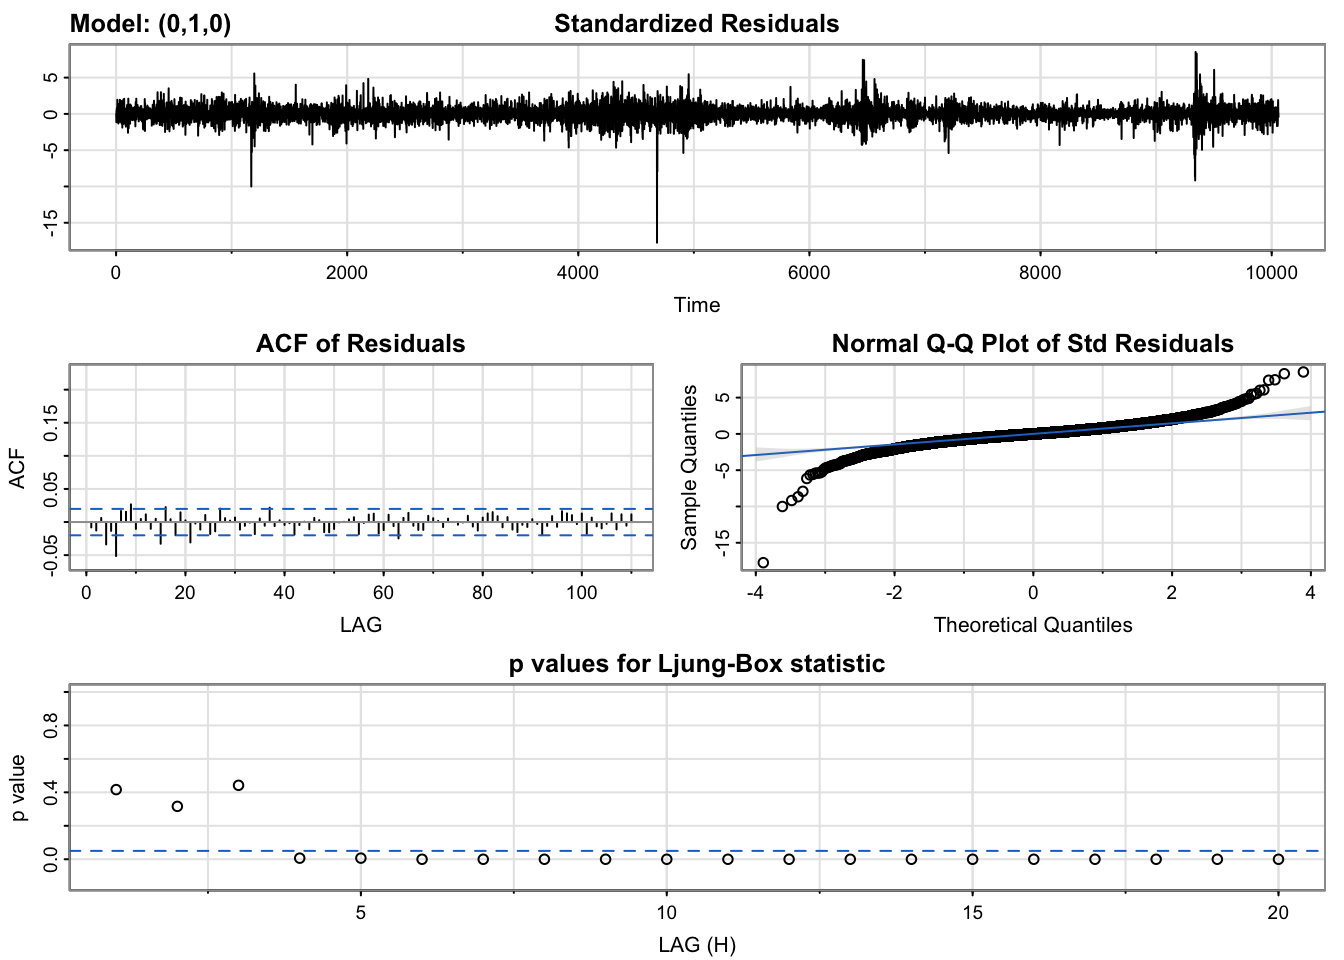 Model: (0,1,0) Standardized Residuals
5
0
-5
-15
0 2000 4000 6000 8000 10000
Time
ACF of Residuals
ACF
0.15
0.05
-0.05
0 20 40 60 80 100
LAG
Normal Q-Q Plot of Std Residuals
Sample Quantiles
5
0
-5
-15
-4 -2 0 2 4
Theoretical Quantiles
p values for Ljung-Box statistic
p value
0.8
0.4
0.0
5 10 15 20
LAG (H)